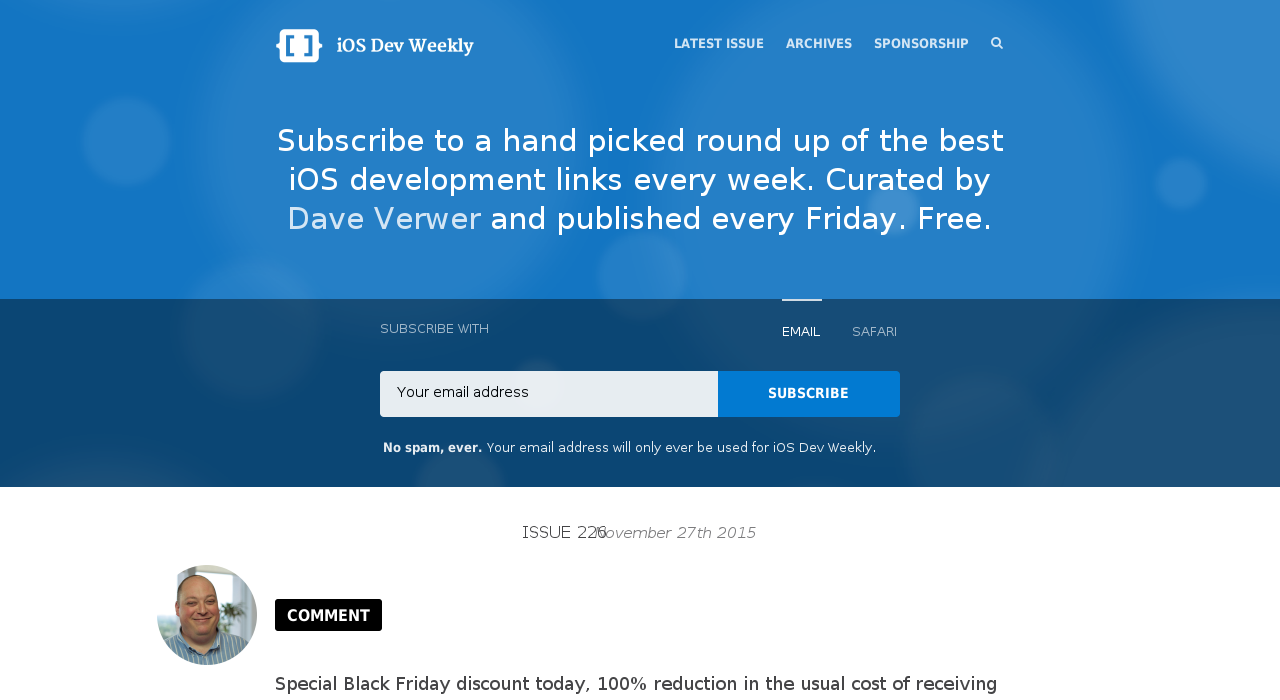 iOS Dev Weekly
LATEST ISSUE ARCHIVES SPONSORSHIP
Subscribe to a hand picked round up of the best
iOS development links every week. Curated by
Dave Verwer and published every Friday. Free.
SUBSCRIBE WITH
EMAIL SAFARI
Your email address
SUBSCRIBE
No spam, ever. Your email address will only ever be used for iOS Dev Weekly.
ISSUE 226 November 27th 2015
COMMENT
Special Black Friday discount today, 100% reduction in the usual cost of receiving